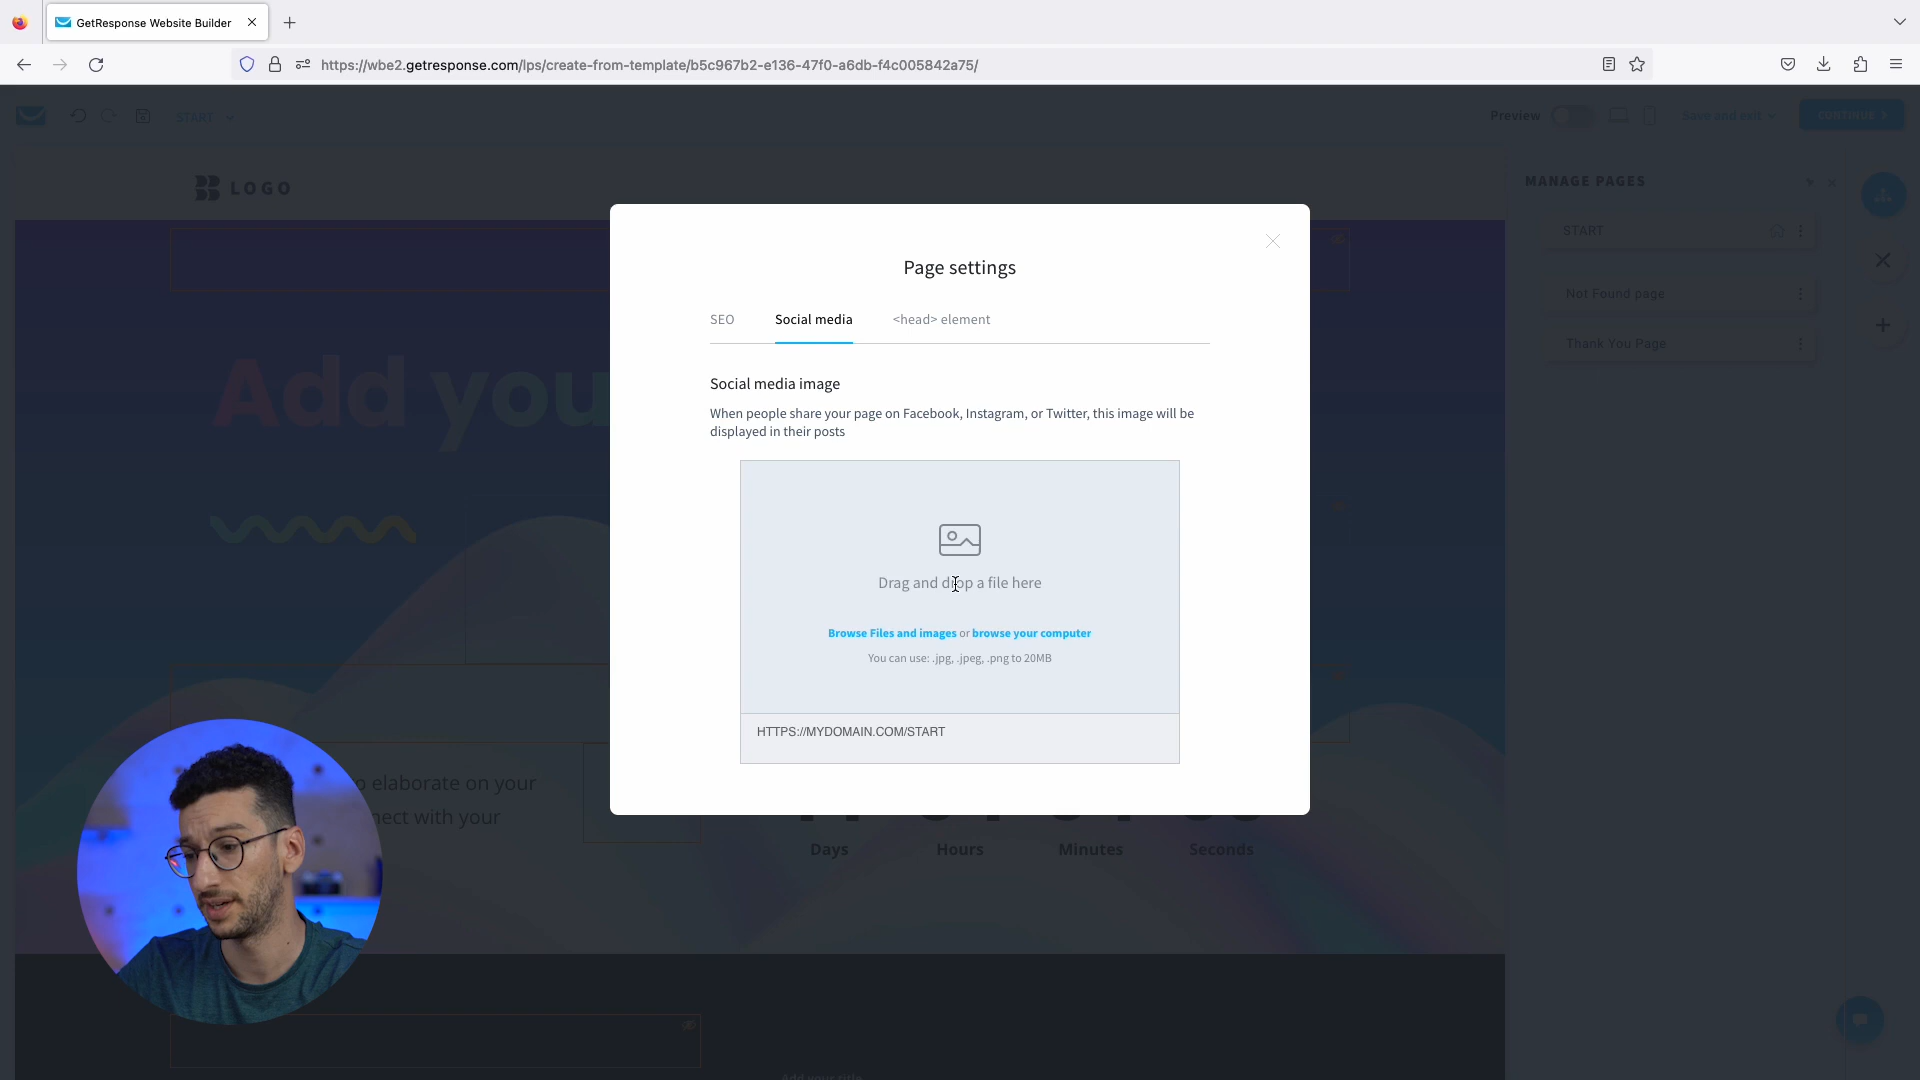 GetResponse Website Builder
https://wbe2.getresponse.com/lps/create-from-template/b5c967b2-e136-47f0-a6db-f4c005842a75/
START
Preview
Save and exit
CONTINUE
LOGO
MANAGE PAGES
START
Not Found page
Thank You Page
Page settings
SEO
Social media
<head> element
Social media image
When people share your page on Facebook, Instagram, or Twitter, this image will be
displayed in their posts
Add you
Drag and drop a file here
Browse Files and images or browse your computer
You can use: .jpg, .jpeg, .png to 20MB
HTTPS://MYDOMAIN.COM/START
o elaborate on your
nect with your
Days
Hours
Minutes
Seconds
Add your title